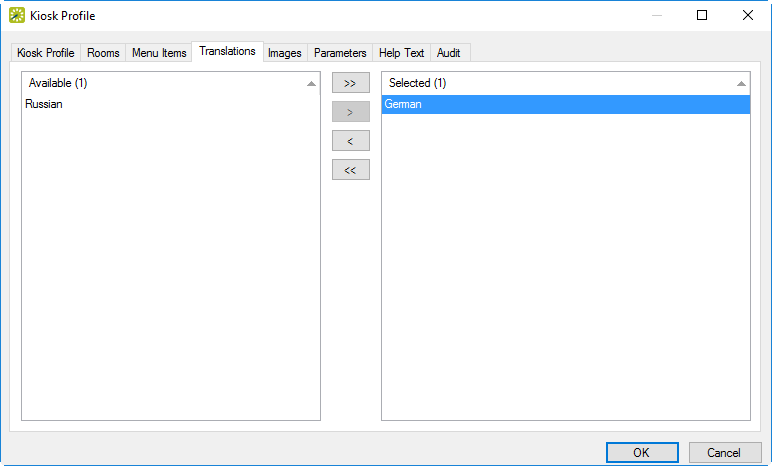 Kiosk Profile
Kiosk Profile Rooms Menu Items Translations Images Parameters Help Text Audit
Available (1) >> Selected (1)
Russian German
>
<
<<
OK Cancel